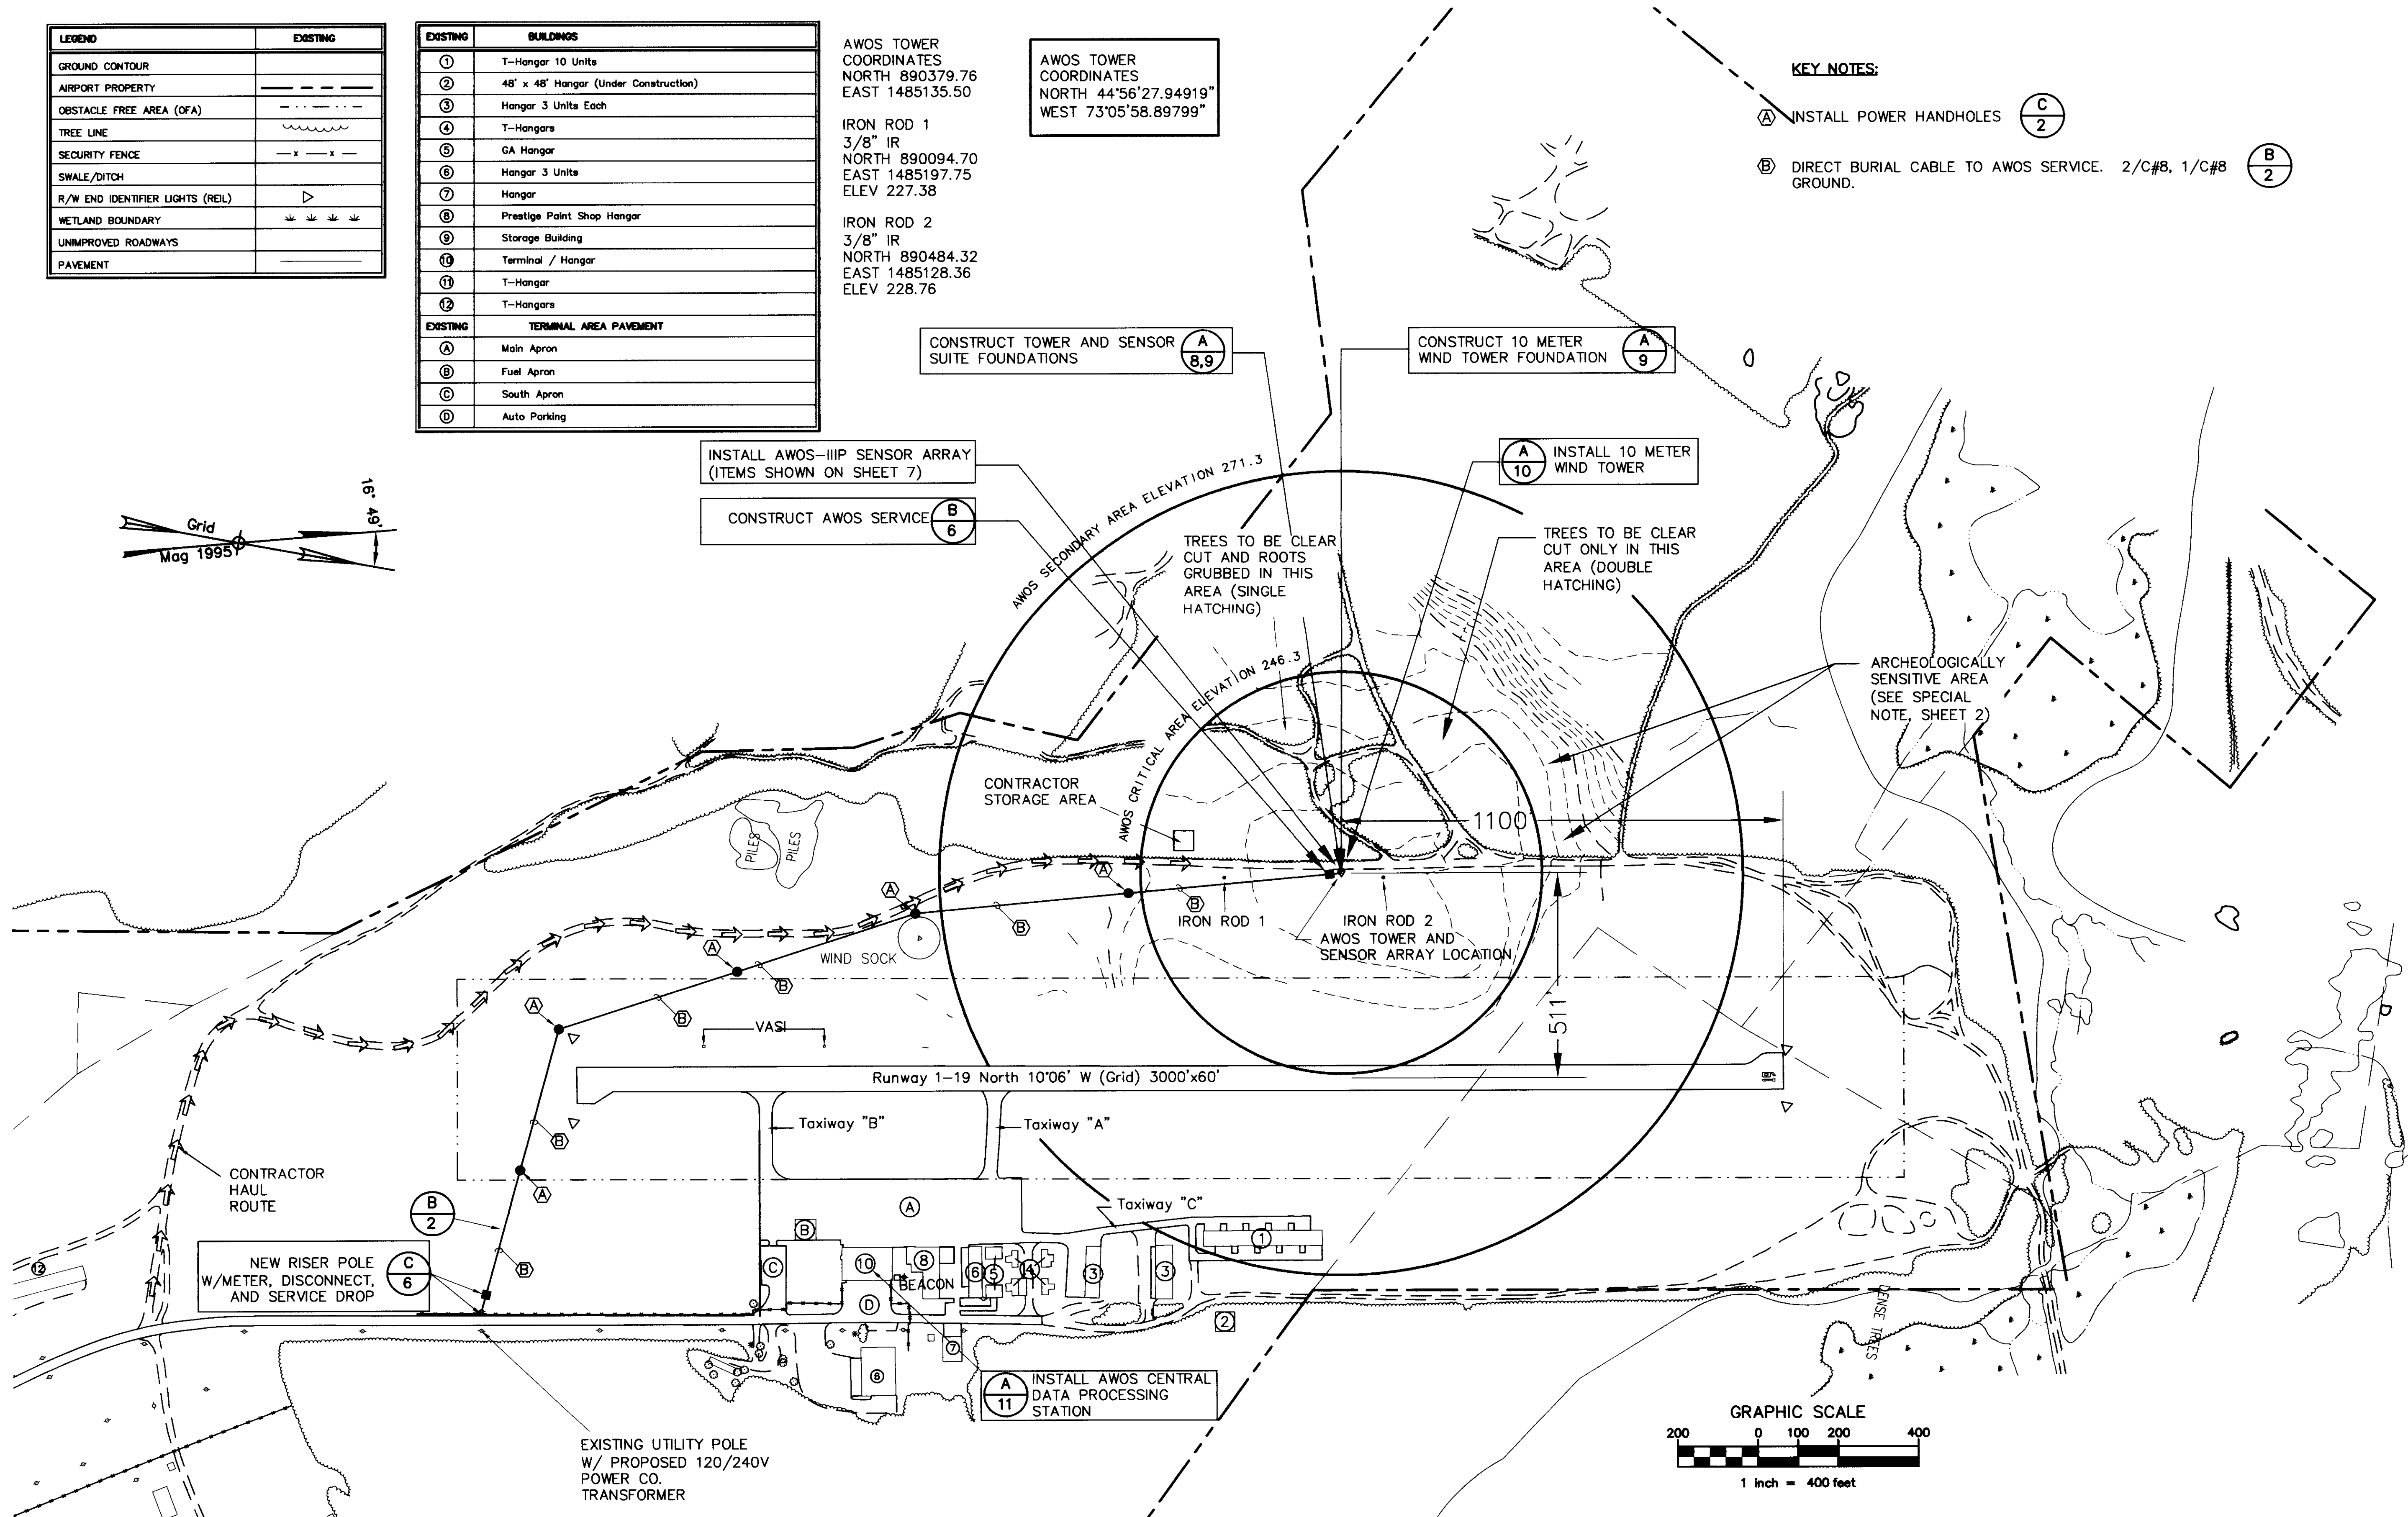 LEGEND EXISTING
GROUND CONTOUR
AIRPORT PROPERTY
OBSTACLE FREE AREA (OFA)
TREE LINE
SECURITY FENCE
SWALE/DITCH
R/W END IDENTIFIER LIGHTS (REIL)
WETLAND BOUNDARY
UNIMPROVED ROADWAYS
PAVEMENT
EXISTING BUILDINGS
1 T-Hangar 10 Units
2 48' x 48' Hangar (Under Construction)
3 Hangar 3 Units Each
4 T-Hangars
5 GA Hangar
6 Hangar 3 Units
7 Hangar
8 Prestige Paint Shop Hangar
9 Storage Building
10 Terminal / Hangar
11 T-Hangar
12 T-Hangars
EXISTING TERMINAL AREA PAVEMENT
A Main Apron
B Fuel Apron
C South Apron
D Auto Parking
AWOS TOWER
COORDINATES
NORTH 890379.76
EAST 1485135.50
IRON ROD 1
3/8" IR
NORTH 890094.70
EAST 1485197.75
ELEV 227.38
IRON ROD 2
3/8" IR
NORTH 890484.32
EAST 1485128.36
ELEV 228.76
AWOS TOWER
COORDINATES
NORTH 44°56'27.94919"
WEST 73°05'58.89799"
KEY NOTES:
A INSTALL POWER HANDHOLES C
2
B DIRECT BURIAL CABLE TO AWOS SERVICE. 2/C#8, 1/C#8
GROUND.
B
2
CONSTRUCT TOWER AND SENSOR
SUITE FOUNDATIONS
A
8,9
CONSTRUCT 10 METER
WIND TOWER FOUNDATION
A
9
INSTALL AWOS-IIIP SENSOR ARRAY
(ITEMS SHOWN ON SHEET 7)
CONSTRUCT AWOS SERVICE
B
6
A
10
INSTALL 10 METER
WIND TOWER
16° 49'
Grid
Mag 1995
AWOS SECONDARY AREA ELEVATION 271.3
TREES TO BE CLEAR
CUT AND ROOTS
GRUBBED IN THIS
AREA (SINGLE
HATCHING)
TREES TO BE CLEAR
CUT ONLY IN THIS
AREA (DOUBLE
HATCHING)
AWOS CRITICAL AREA ELEVATION 246.3
ARCHEOLOGICALLY
SENSITIVE AREA
(SEE SPECIAL
NOTE, SHEET 2)
CONTRACTOR
STORAGE AREA
PILES
PILES
1100'
511'
A
A
A
A
A
B
B
B
B
B
B
B
IRON ROD 1
IRON ROD 2
AWOS TOWER AND
SENSOR ARRAY LOCATION
WIND SOCK
VASI
Runway 1-19 North 10°06' W (Grid) 3000'x60'
Taxiway "B"
Taxiway "A"
Taxiway "C"
CONTRACTOR
HAUL
ROUTE
B
2
NEW RISER POLE
W/METER, DISCONNECT,
AND SERVICE DROP
C
6
12
A
B
C
10
8
BEACON
D
6
5
4
3
3
1
2
7
6
A
11
INSTALL AWOS CENTRAL
DATA PROCESSING
STATION
EXISTING UTILITY POLE
W/ PROPOSED 120/240V
POWER CO.
TRANSFORMER
DENSE TREES
GRAPHIC SCALE
200 0 100 200 400
1 inch = 400 feet